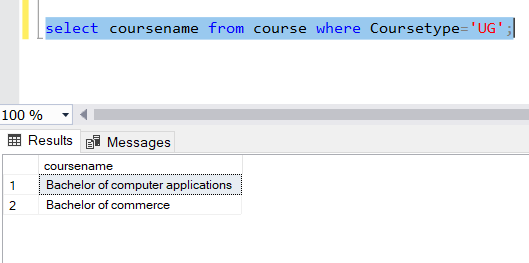 select coursename from course where Coursetype='UG';
100 %
Results Messages
coursename
1 Bachelor of computer applications
2 Bachelor of commerce